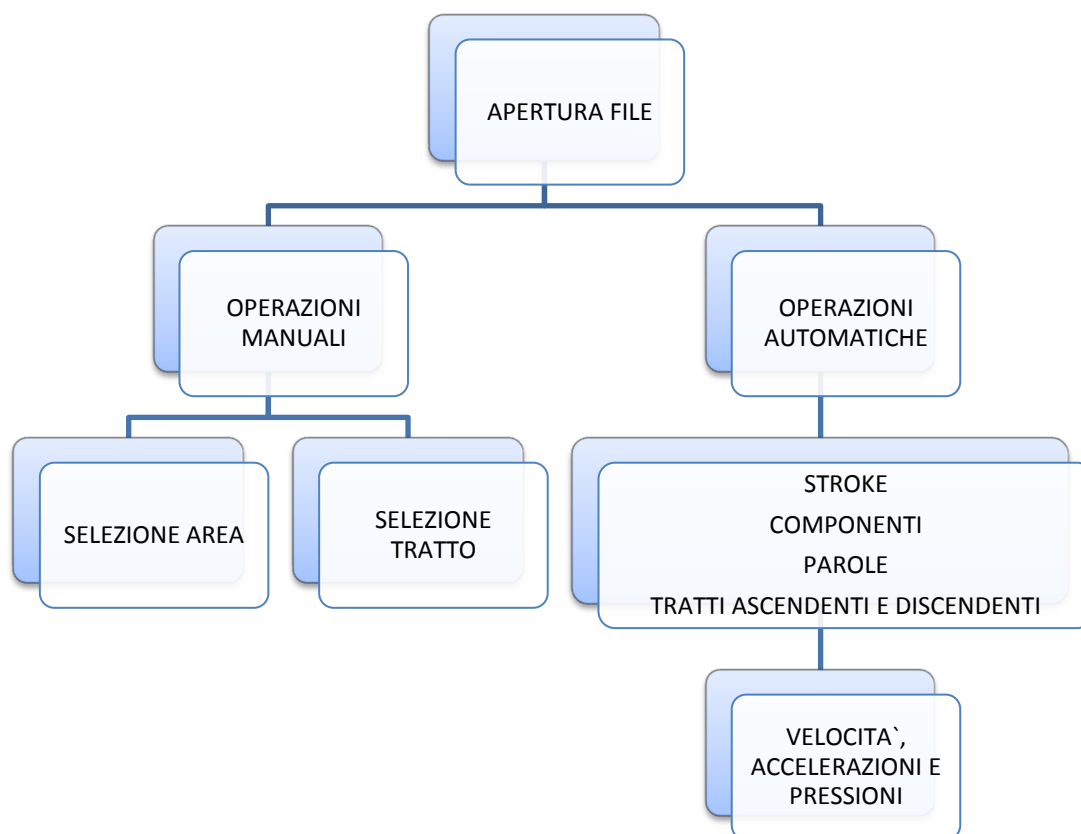 APERTURA FILE
OPERAZIONI
MANUALI
OPERAZIONI
AUTOMATICHE
SELEZIONE AREA
SELEZIONE
TRATTO
STROKE
COMPONENTI
PAROLE
TRATTI ASCENDENTI E DISCENDENTI
VELOCITA`,
ACCELERAZIONI E
PRESSIONI